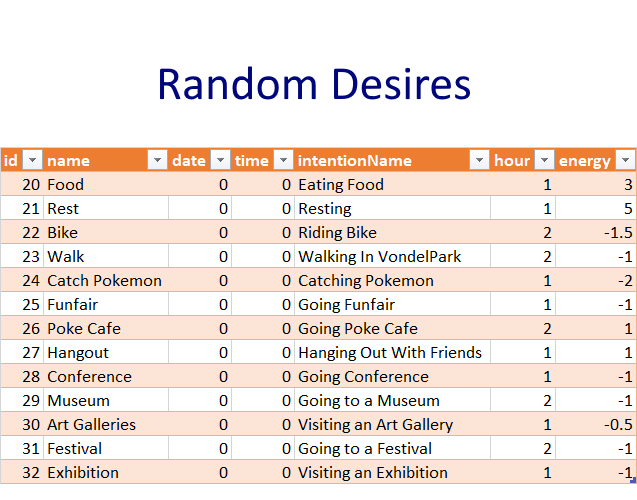 Random Desires
id name date time intentionName hour energy
20 Food 0 0 Eating Food 1 3
21 Rest 0 0 Resting 1 5
22 Bike 0 0 Riding Bike 2 -1.5
23 Walk 0 0 Walking In VondelPark 2 -1
24 Catch Pokemon 0 0 Catching Pokemon 1 -2
25 Funfair 0 0 Going Funfair 1 -1
26 Poke Cafe 0 0 Going Poke Cafe 2 1
27 Hangout 0 0 Hanging Out With Friends 1 1
28 Conference 0 0 Going Conference 1 -1
29 Museum 0 0 Going to a Museum 2 -1
30 Art Galleries 0 0 Visiting an Art Gallery 1 -0.5
31 Festival 0 0 Going to a Festival 2 -1
32 Exhibition 0 0 Visiting an Exhibition 1 -1